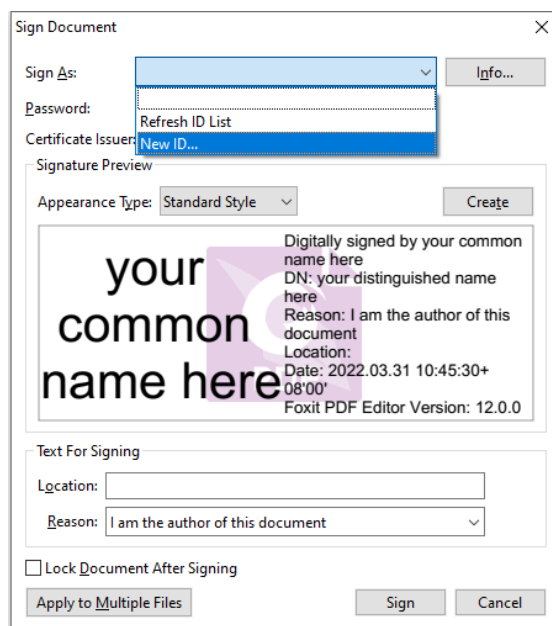 Sign Document
Sign As:
Info...
Password:
Refresh ID List
Certificate Issuer:
New ID...
Signature Preview
Appearance Type: Standard Style
Create
your
common
name here
Digitally signed by your common
name here
DN: your distinguished name
here
Reason: I am the author of this
document
Location:
Date: 2022.03.31 10:45:30+
08'00'
Foxit PDF Editor Version: 12.0.0
Text For Signing
Location:
Reason: I am the author of this document
Lock Document After Signing
Apply to Multiple Files
Sign
Cancel